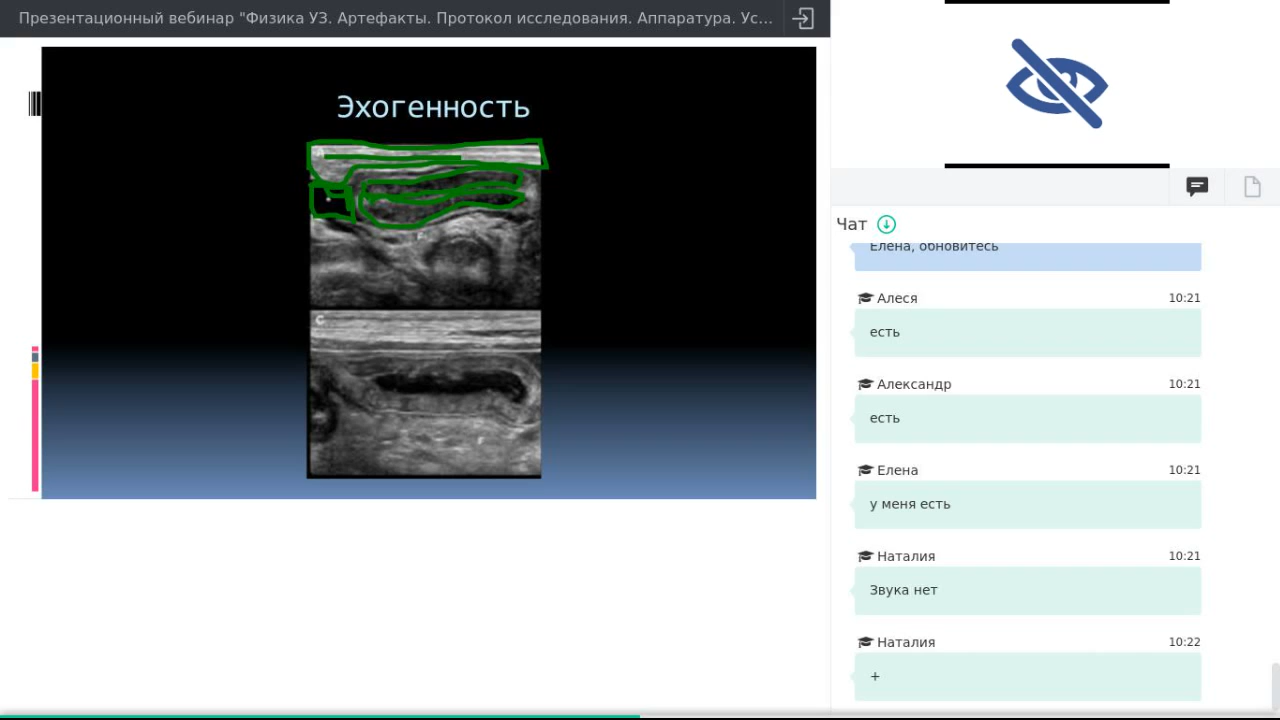 Презентационный вебинар "Физика УЗ. Артефакты. Протокол исследования. Аппаратура. Ус...
Эхогенность
C
Чат
Елена, обновитесь
Алеся 10:21
есть
Александр 10:21
есть
Елена 10:21
у меня есть
Наталия 10:21
Звука нет
Наталия 10:22
+